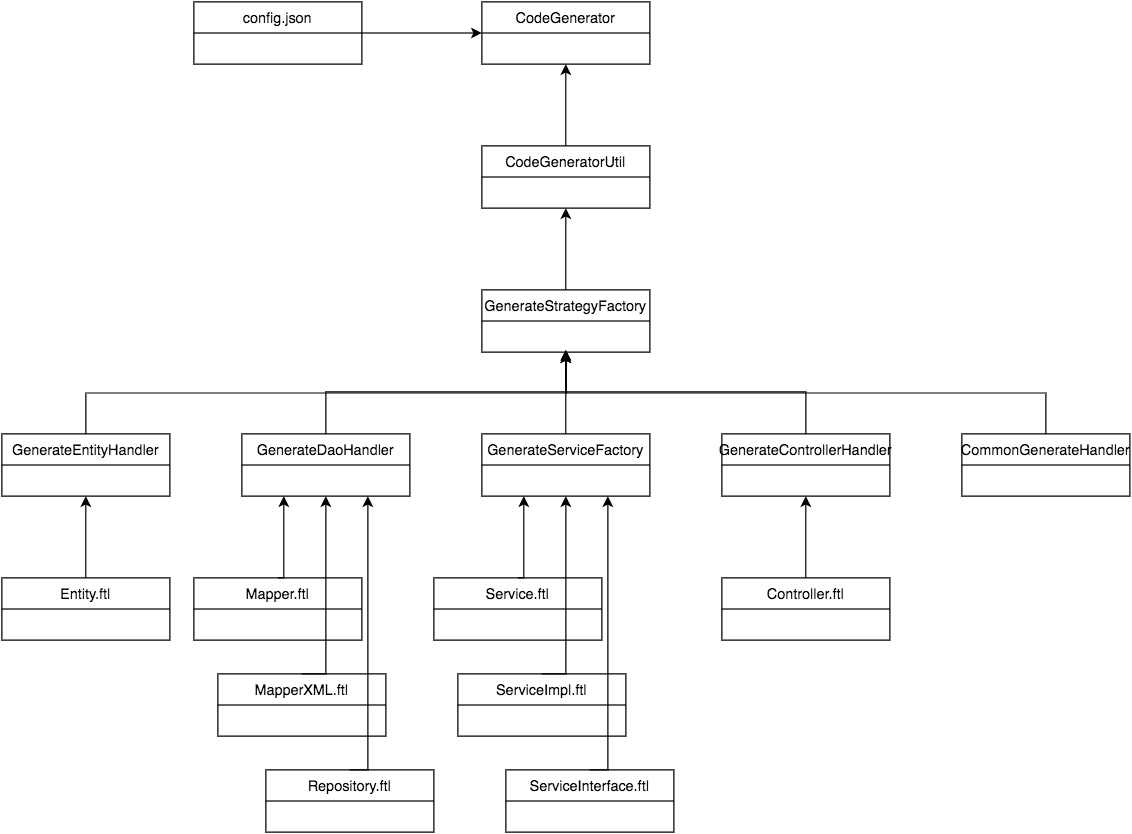 config.json
CodeGenerator
CodeGeneratorUtil
GenerateStrategyFactory
GenerateEntityHandler
GenerateDaoHandler
GenerateServiceFactory
GenerateControllerHandler
CommonGenerateHandler
Entity.ftl
Mapper.ftl
Service.ftl
Controller.ftl
MapperXML.ftl
ServiceImpl.ftl
Repository.ftl
ServiceInterface.ftl